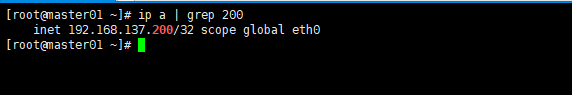 [root@master01 ~]# ip a | grep 200
    inet 192.168.137.200/32 scope global eth0
[root@master01 ~]#